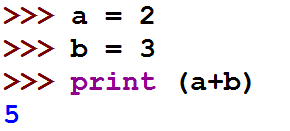 >>> a = 2
>>> b = 3
>>> print (a+b)
5